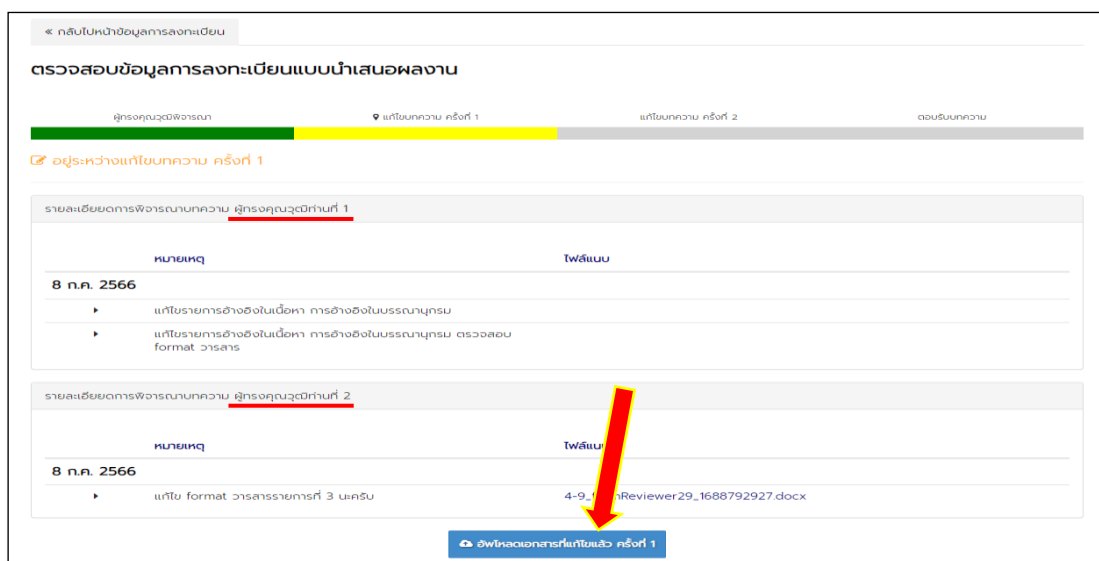 « กลับไปหน้าข้อมูลการลงทะเบียน
ตรวจสอบข้อมูลการลงทะเบียนแบบนำเสนอผลงาน
ผู้ทรงคุณวุฒิพิจารณา
แก้ไขบทความ ครั้งที่ 1
แก้ไขบทความ ครั้งที่ 2
ตอบรับบทความ
อยู่ระหว่างแก้ไขบทความ ครั้งที่ 1
รายละเอียยดการพิจารณาบทความ ผู้ทรงคุณวุฒิท่านที่ 1
หมายเหตุ ไฟล์แนบ
8 ก.ค. 2566
แก้ไขรายการอ้างอิงในเนื้อหา การอ้างอิงในบรรณานุกรม
แก้ไขรายการอ้างอิงในเนื้อหา การอ้างอิงในบรรณานุกรม ตรวจสอบ
format วารสาร
รายละเอียยดการพิจารณาบทความ ผู้ทรงคุณวุฒิท่านที่ 2
หมายเหตุ
8 ก.ค. 2566
แก้ไข format วารสารรายการที่ 3 นะครับ
อัพโหลดเอกสารที่แก้ไขแล้ว ครั้งที่ 1